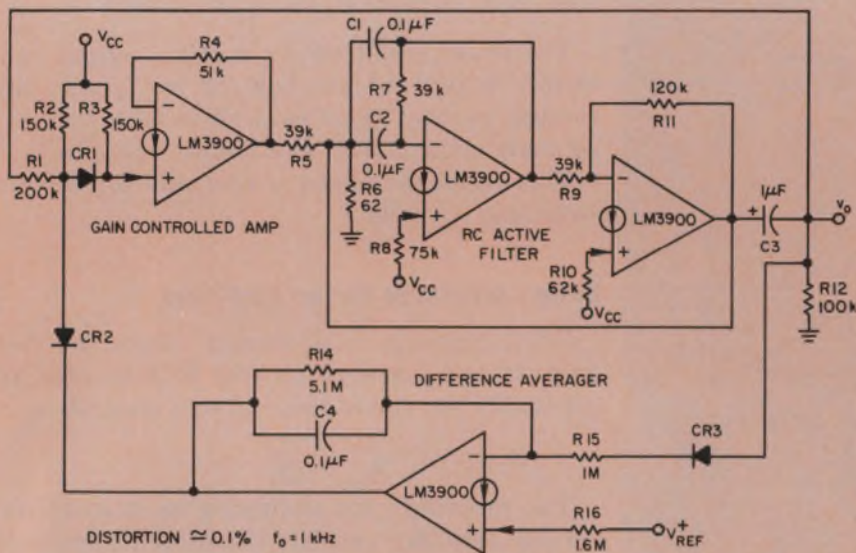 C1
0.1µF
VCC
R4
51k
R7
39k
120k
R11
R2
150k
R3
150k
CR1
R1
200k
−
+
LM3900
39k
R5
C2
0.1µF
−
+
LM3900
39k
R9
−
+
LM3900
+
1µF
C3
vo
R6
62
GAIN CONTROLLED AMP
RC ACTIVE
FILTER
R8
75k
VCC
R10
62k
VCC
R12
100k
CR2
R14
5.1M
DIFFERENCE AVERAGER
C4
0.1µF
CR3
R15
1M
−
+
LM3900
R16
1.6M
V+REF
DISTORTION ≃ 0.1% fo = 1 kHz